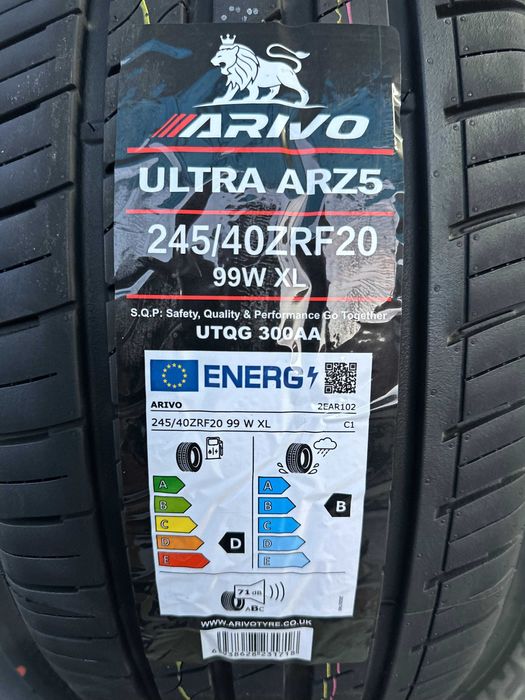 ARIVO
ULTRA ARZ5
245/40ZRF20
99W XL
S.Q.P: Safety, Quality & Performance Go Together
UTQG 300AA
ENERG
ARIVO 2EAR102
245/40ZRF20 99 W XL C1
A A
B B B
C C
D D D
E E
71 dB
ABC
WWW.ARIVOTYRE.CO.UK